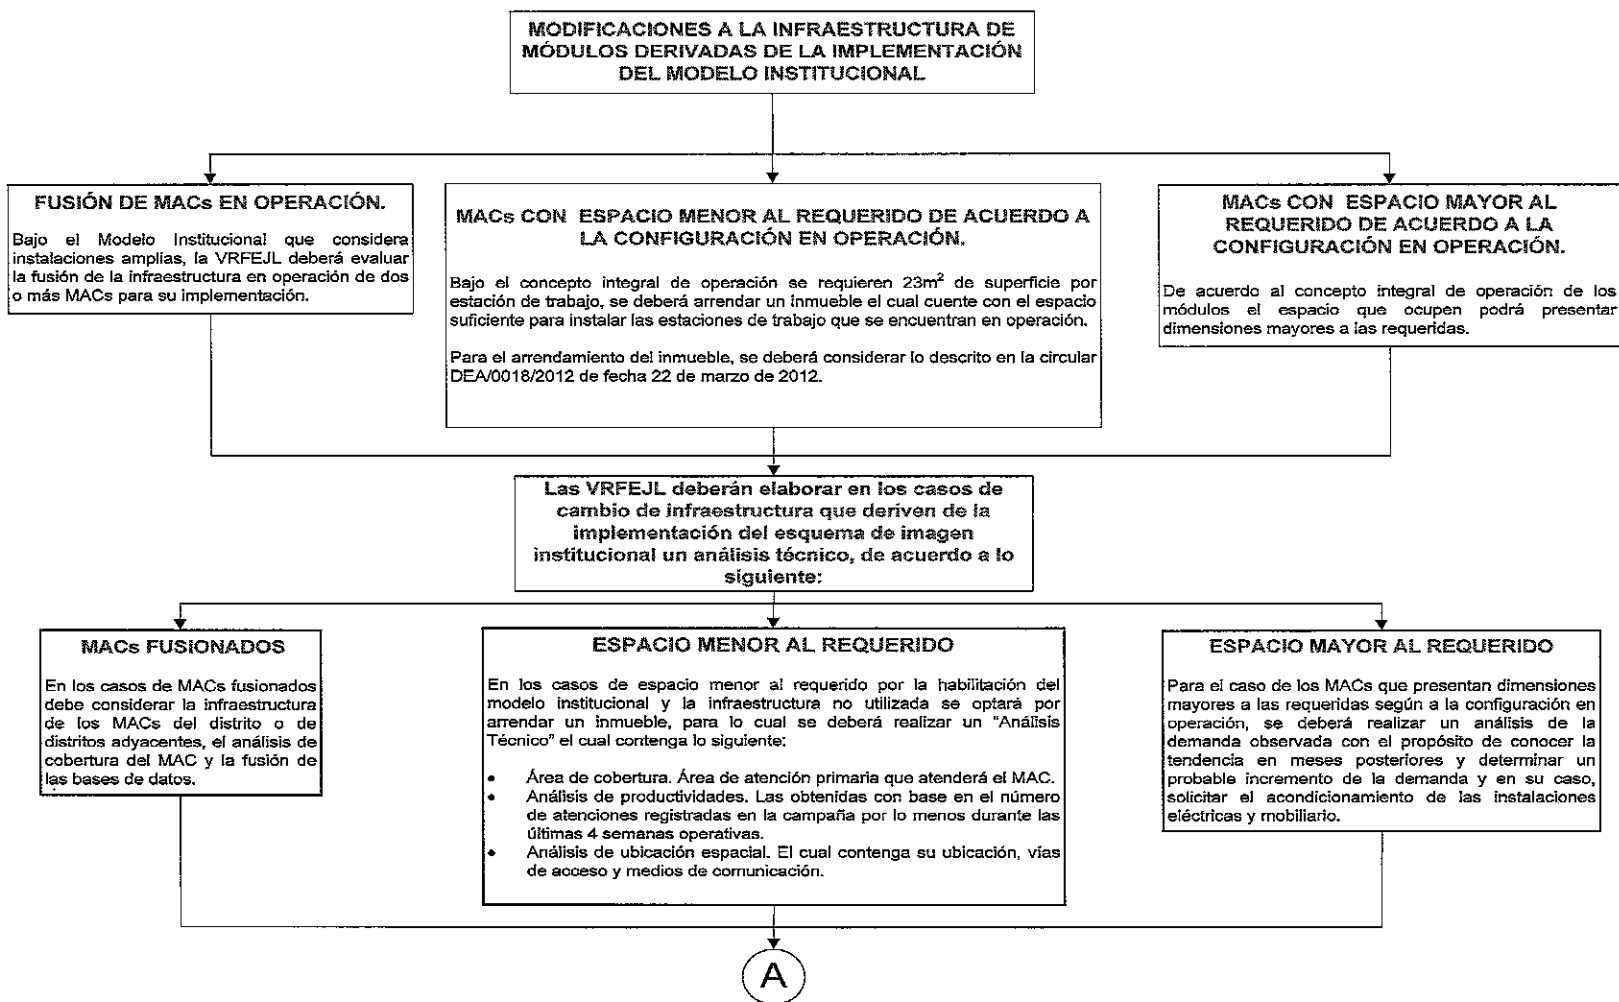 MODIFICACIONES A LA INFRAESTRUCTURA DE
MÓDULOS DERIVADAS DE LA IMPLEMENTACIÓN
DEL MODELO INSTITUCIONAL
FUSIÓN DE MACs EN OPERACIÓN.
Bajo el Modelo Institucional que considera
instalaciones amplias, la VRFEJL deberá evaluar
la fusión de la infraestructura en operación de dos
o más MACs para su implementación.
MACs CON ESPACIO MENOR AL REQUERIDO DE ACUERDO A
LA CONFIGURACIÓN EN OPERACIÓN.
Bajo el concepto integral de operación se requieren 23m² de superficie por
estación de trabajo, se deberá arrendar un inmueble el cual cuente con el espacio
suficiente para instalar las estaciones de trabajo que se encuentran en operación.
Para el arrendamiento del inmueble, se deberá considerar lo descrito en la circular
DEA/0018/2012 de fecha 22 de marzo de 2012.
MACs CON ESPACIO MAYOR AL
REQUERIDO DE ACUERDO A LA
CONFIGURACIÓN EN OPERACIÓN.
De acuerdo al concepto integral de operación de los
módulos el espacio que ocupen podrá presentar
dimensiones mayores a las requeridas.
Las VRFEJL deberán elaborar en los casos de
cambio de infraestructura que deriven de la
implementación del esquema de imagen
institucional un análisis técnico, de acuerdo a lo
siguiente:
MACs FUSIONADOS
En los casos de MACs fusionados
debe considerar la infraestructura
de los MACs del distrito o de
distritos adyacentes, el análisis de
cobertura del MAC y la fusión de
las bases de datos.
ESPACIO MENOR AL REQUERIDO
En los casos de espacio menor al requerido por la habilitación del
modelo institucional y la infraestructura no utilizada se optará por
arrendar un inmueble, para lo cual se deberá realizar un "Análisis
Técnico" el cual contenga lo siguiente:
• Área de cobertura. Área de atención primaria que atenderá el MAC.
• Análisis de productividades. Las obtenidas con base en el número
de atenciones registradas en la campaña por lo menos durante las
últimas 4 semanas operativas.
• Análisis de ubicación espacial. El cual contenga su ubicación, vías
de acceso y medios de comunicación.
ESPACIO MAYOR AL REQUERIDO
Para el caso de los MACs que presentan dimensiones
mayores a las requeridas según a la configuración en
operación, se deberá realizar un análisis de la
demanda observada con el propósito de conocer la
tendencia en meses posteriores y determinar un
probable incremento de la demanda y en su caso,
solicitar el acondicionamiento de las instalaciones
eléctricas y mobiliario.
A